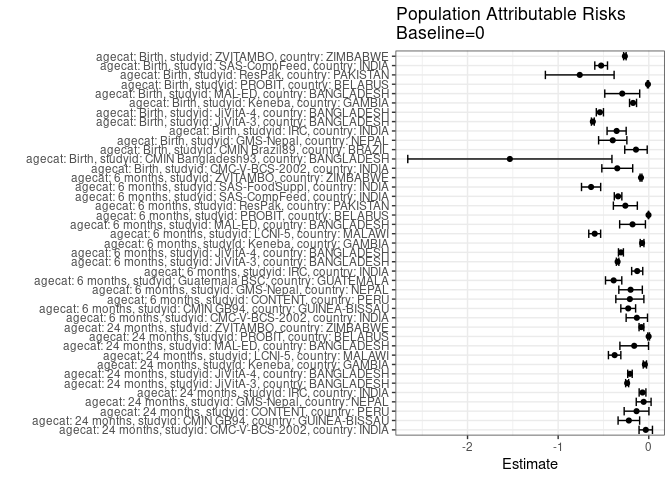 Population Attributable Risks
Baseline=0
agecat: Birth, studyid: ZVITAMBO, country: ZIMBABWE
agecat: Birth, studyid: SAS-CompFeed, country: INDIA
agecat: Birth, studyid: ResPak, country: PAKISTAN
agecat: Birth, studyid: PROBIT, country: BELARUS
agecat: Birth, studyid: MAL-ED, country: BANGLADESH
agecat: Birth, studyid: Keneba, country: GAMBIA
agecat: Birth, studyid: JiVitA-4, country: BANGLADESH
agecat: Birth, studyid: JiVitA-3, country: BANGLADESH
agecat: Birth, studyid: IRC, country: INDIA
agecat: Birth, studyid: GMS-Nepal, country: NEPAL
agecat: Birth, studyid: CMIN Brazil89, country: BRAZIL
agecat: Birth, studyid: CMIN Bangladesh93, country: BANGLADESH
agecat: Birth, studyid: CMC-V-BCS-2002, country: INDIA
agecat: 6 months, studyid: ZVITAMBO, country: ZIMBABWE
agecat: 6 months, studyid: SAS-FoodSuppl, country: INDIA
agecat: 6 months, studyid: SAS-CompFeed, country: INDIA
agecat: 6 months, studyid: ResPak, country: PAKISTAN
agecat: 6 months, studyid: PROBIT, country: BELARUS
agecat: 6 months, studyid: MAL-ED, country: BANGLADESH
agecat: 6 months, studyid: LCNI-5, country: MALAWI
agecat: 6 months, studyid: Keneba, country: GAMBIA
agecat: 6 months, studyid: JiVitA-4, country: BANGLADESH
agecat: 6 months, studyid: JiVitA-3, country: BANGLADESH
agecat: 6 months, studyid: IRC, country: INDIA
agecat: 6 months, studyid: Guatemala BSC, country: GUATEMALA
agecat: 6 months, studyid: GMS-Nepal, country: NEPAL
agecat: 6 months, studyid: CONTENT, country: PERU
agecat: 6 months, studyid: CMIN GB94, country: GUINEA-BISSAU
agecat: 6 months, studyid: CMC-V-BCS-2002, country: INDIA
agecat: 24 months, studyid: ZVITAMBO, country: ZIMBABWE
agecat: 24 months, studyid: PROBIT, country: BELARUS
agecat: 24 months, studyid: MAL-ED, country: BANGLADESH
agecat: 24 months, studyid: LCNI-5, country: MALAWI
agecat: 24 months, studyid: Keneba, country: GAMBIA
agecat: 24 months, studyid: JiVitA-4, country: BANGLADESH
agecat: 24 months, studyid: JiVitA-3, country: BANGLADESH
agecat: 24 months, studyid: IRC, country: INDIA
agecat: 24 months, studyid: GMS-Nepal, country: NEPAL
agecat: 24 months, studyid: CONTENT, country: PERU
agecat: 24 months, studyid: CMIN GB94, country: GUINEA-BISSAU
agecat: 24 months, studyid: CMC-V-BCS-2002, country: INDIA
-2 -1 0
Estimate